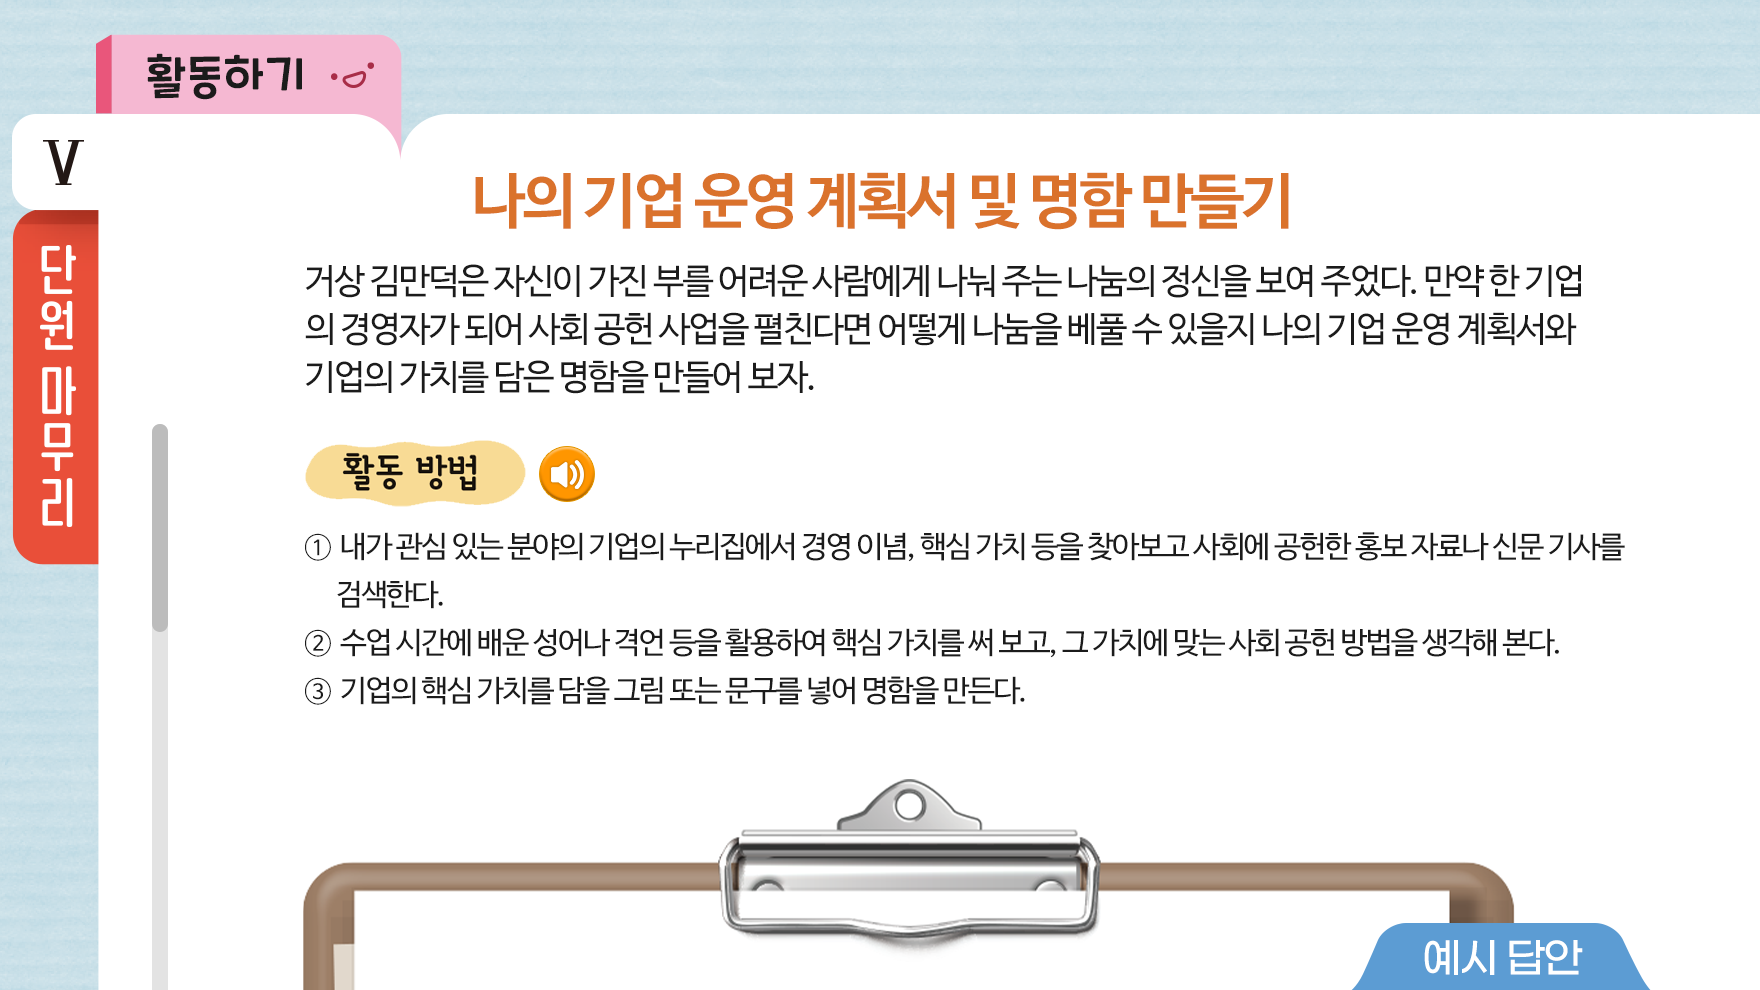 활동하기
V
단원 마무리
나의 기업 운영 계획서 및 명함 만들기
거상 김만덕은 자신이 가진 부를 어려운 사람에게 나눠 주는 나눔의 정신을 보여 주었다. 만약 한 기업
의 경영자가 되어 사회 공헌 사업을 펼친다면 어떻게 나눔을 베풀 수 있을지 나의 기업 운영 계획서와
기업의 가치를 담은 명함을 만들어 보자.
활동 방법
① 내가 관심 있는 분야의 기업의 누리집에서 경영 이념, 핵심 가치 등을 찾아보고 사회에 공헌한 홍보 자료나 신문 기사를
검색한다.
② 수업 시간에 배운 성어나 격언 등을 활용하여 핵심 가치를 써 보고, 그 가치에 맞는 사회 공헌 방법을 생각해 본다.
③ 기업의 핵심 가치를 담을 그림 또는 문구를 넣어 명함을 만든다.
예시 답안